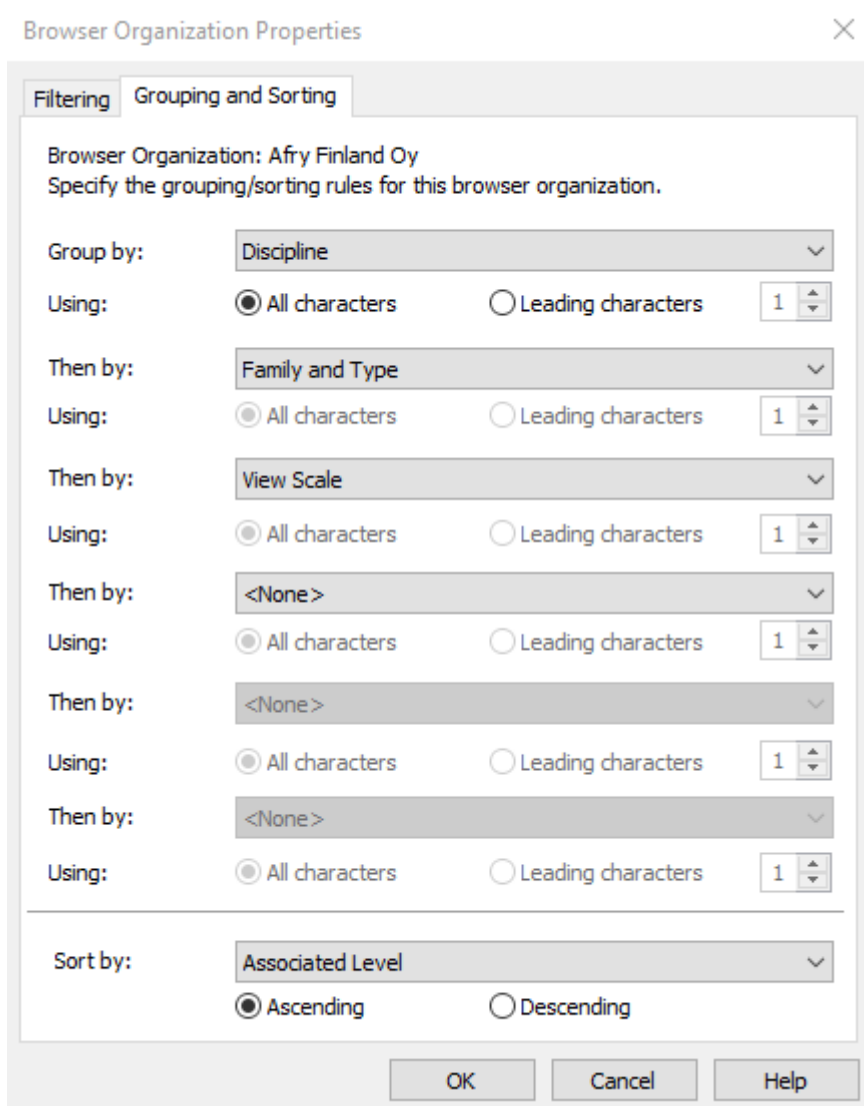 Browser Organization Properties
Filtering Grouping and Sorting
Browser Organization: Afry Finland Oy
Specify the grouping/sorting rules for this browser organization.
Group by: Discipline
Using: All characters Leading characters 1
Then by: Family and Type
Using: All characters Leading characters 1
Then by: View Scale
Using: All characters Leading characters 1
Then by: <None>
Using: All characters Leading characters 1
Then by: <None>
Using: All characters Leading characters 1
Then by: <None>
Using: All characters Leading characters 1
Sort by: Associated Level
Ascending Descending
OK Cancel Help